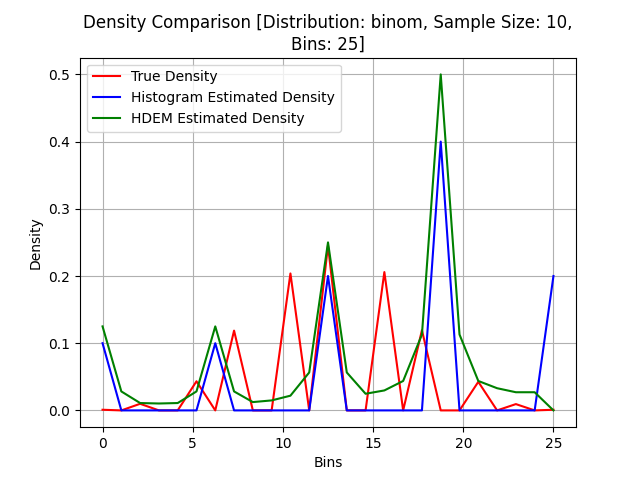 Density Comparison [Distribution: binom, Sample Size: 10,
Bins: 25]
True Density
Histogram Estimated Density
HDEM Estimated Density
Density
0.5
0.4
0.3
0.2
0.1
0.0
0 5 10 15 20 25
Bins